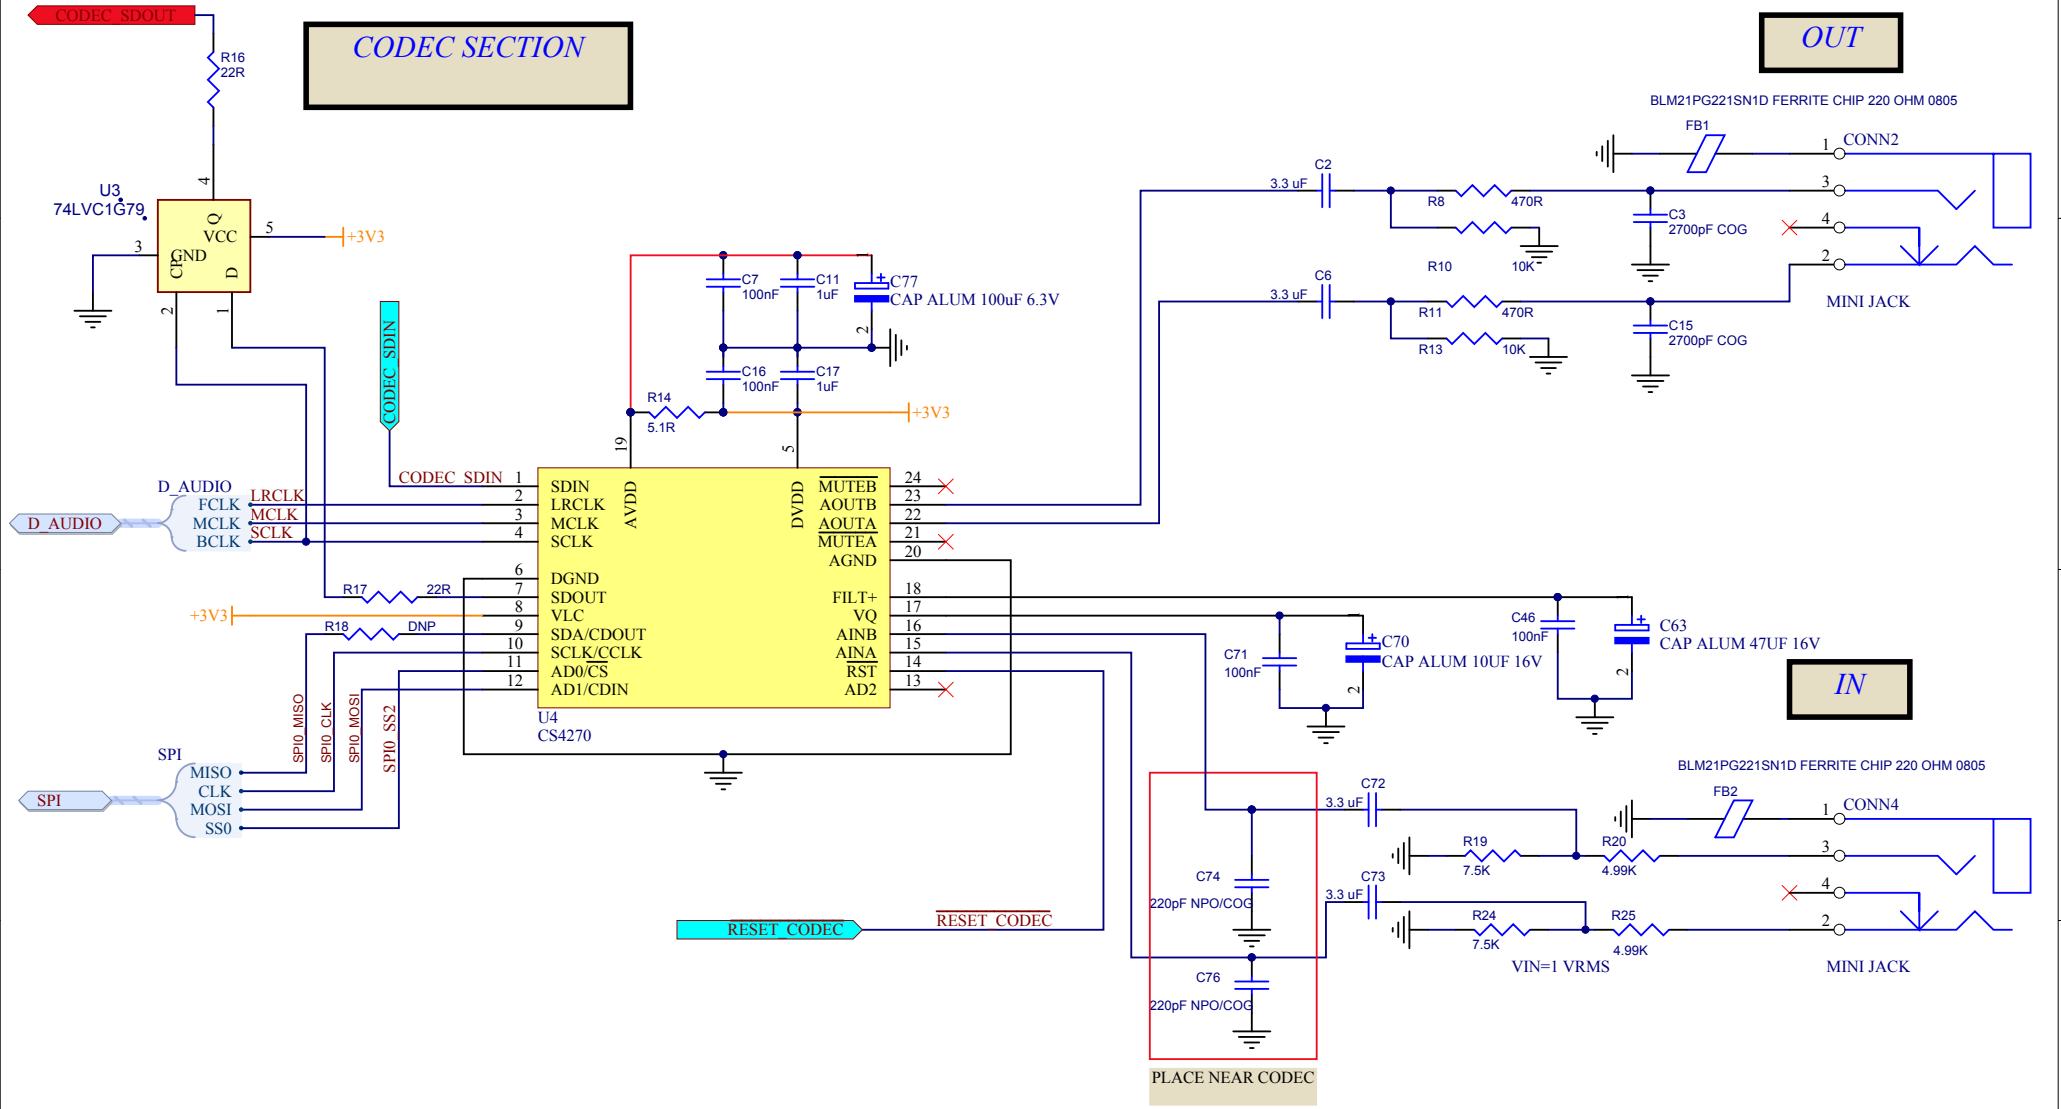 CODEC_SDOUT
CODEC SECTION
OUT
R16
22R
BLM21PG221SN1D FERRITE CHIP 220 OHM 0805
FB1
1
CONN2
4
U3
74LVC1G79
Q
VCC
5
+3V3
3
GND
CP
D
2
1
C2
3.3 uF
R8
470R
3
C3
2700pF COG
4
R10
10K
2
C6
3.3 uF
R11
470R
MINI JACK
R13
10K
C15
2700pF COG
C7
100nF
C11
1uF
1
C77
CAP ALUM 100uF 6.3V
2
C16
100nF
C17
1uF
R14
5.1R
+3V3
CODEC_SDIN
19
5
CODEC_SDIN
1
SDIN
AVDD
DVDD
MUTEB
24
D_AUDIO
FCLK
LRCLK
2
LRCLK
AOUTB
23
D_AUDIO
MCLK
MCLK
3
MCLK
AOUTA
22
BCLK
SCLK
4
SCLK
MUTEA
21
AGND
20
6
DGND
R17
22R
7
SDOUT
FILT+
18
1
+3V3
8
VLC
VQ
17
1
R18
DNP
9
SDA/CDOUT
AINB
16
10
SCLK/CCLK
AINA
15
11
AD0/CS
RST
14
12
AD1/CDIN
AD2
13
U4
CS4270
C46
100nF
C63
CAP ALUM 47UF 16V
2
C71
100nF
C70
CAP ALUM 10UF 16V
2
IN
SPI0_MISO
SPI0_CLK
SPI0_MOSI
SPI0_SS2
SPI
MISO
CLK
SPI
MOSI
SS0
BLM21PG221SN1D FERRITE CHIP 220 OHM 0805
C72
3.3 uF
FB2
1
CONN4
R19
7.5K
R20
4.99K
3
C74
220pF NPO/COG
C73
3.3 uF
4
R24
7.5K
R25
4.99K
2
RESET_CODEC
RESET_CODEC
VIN=1 VRMS
MINI JACK
C76
220pF NPO/COG
PLACE NEAR CODEC